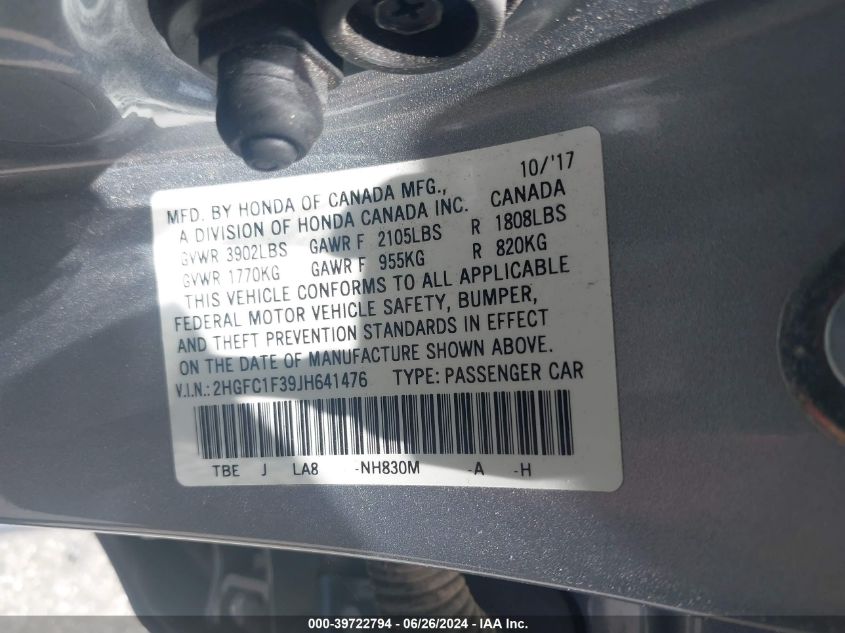 10/'17
MFD. BY HONDA OF CANADA MFG., CANADA
A DIVISION OF HONDA CANADA INC.
GVWR 3902LBS GAWR F 2105LBS R 1808LBS
GVWR 1770KG GAWR F 955KG R 820KG
THIS VEHICLE CONFORMS TO ALL APPLICABLE
FEDERAL MOTOR VEHICLE SAFETY, BUMPER,
AND THEFT PREVENTION STANDARDS IN EFFECT
ON THE DATE OF MANUFACTURE SHOWN ABOVE.
V.I.N.: 2HGFC1F39JH641476 TYPE: PASSENGER CAR
TBE J LA8 -NH830M -A -H
000-39722794 - 06/26/2024 - IAA Inc.